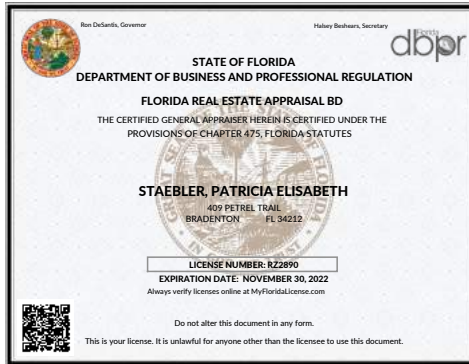 Ron DeSantis, Governor
Halsey Beshears, Secretary
Florida
dbpr
STATE OF FLORIDA
DEPARTMENT OF BUSINESS AND PROFESSIONAL REGULATION
FLORIDA REAL ESTATE APPRAISAL BD
THE CERTIFIED GENERAL APPRAISER HEREIN IS CERTIFIED UNDER THE
PROVISIONS OF CHAPTER 475, FLORIDA STATUTES
STAEBLER, PATRICIA ELISABETH
409 PETREL TRAIL
BRADENTON FL 34212
LICENSE NUMBER: RZ2890
EXPIRATION DATE: NOVEMBER 30, 2022
Always verify licenses online at MyFloridaLicense.com
Do not alter this document in any form.
This is your license. It is unlawful for anyone other than the licensee to use this document.